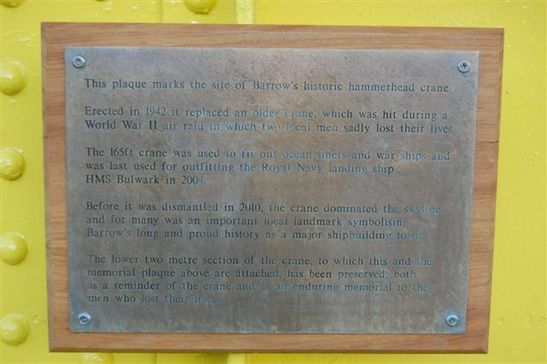 This plaque marks the site of Barrow's historic hammerhead crane.
Erected in 1942 it replaced an older crane, which was hit during a
World War II air raid in which two local men sadly lost their lives.
The 165ft crane was used to fit out ocean liners and war ships and
was last used for outfitting the Royal Navy landing ship
HMS Bulwark in 2004.
Before it was dismantled in 2010, the crane dominated the skyline
and for many was an important local landmark symbolising
Barrow's long and proud history as a major shipbuilding town.
The lower two metre section of the crane, to which this and the
memorial plaque above are attached, has been preserved, both
as a reminder of the crane and as an enduring memorial to the
men who lost their lives.